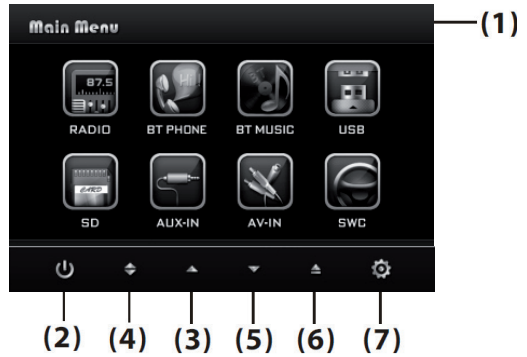 Main Menu (1)
87.5 Hi!
RADIO BT PHONE BT MUSIC USB
CARD
SD AUX-IN AV-IN SWC
(2) (4) (3) (5) (6) (7)